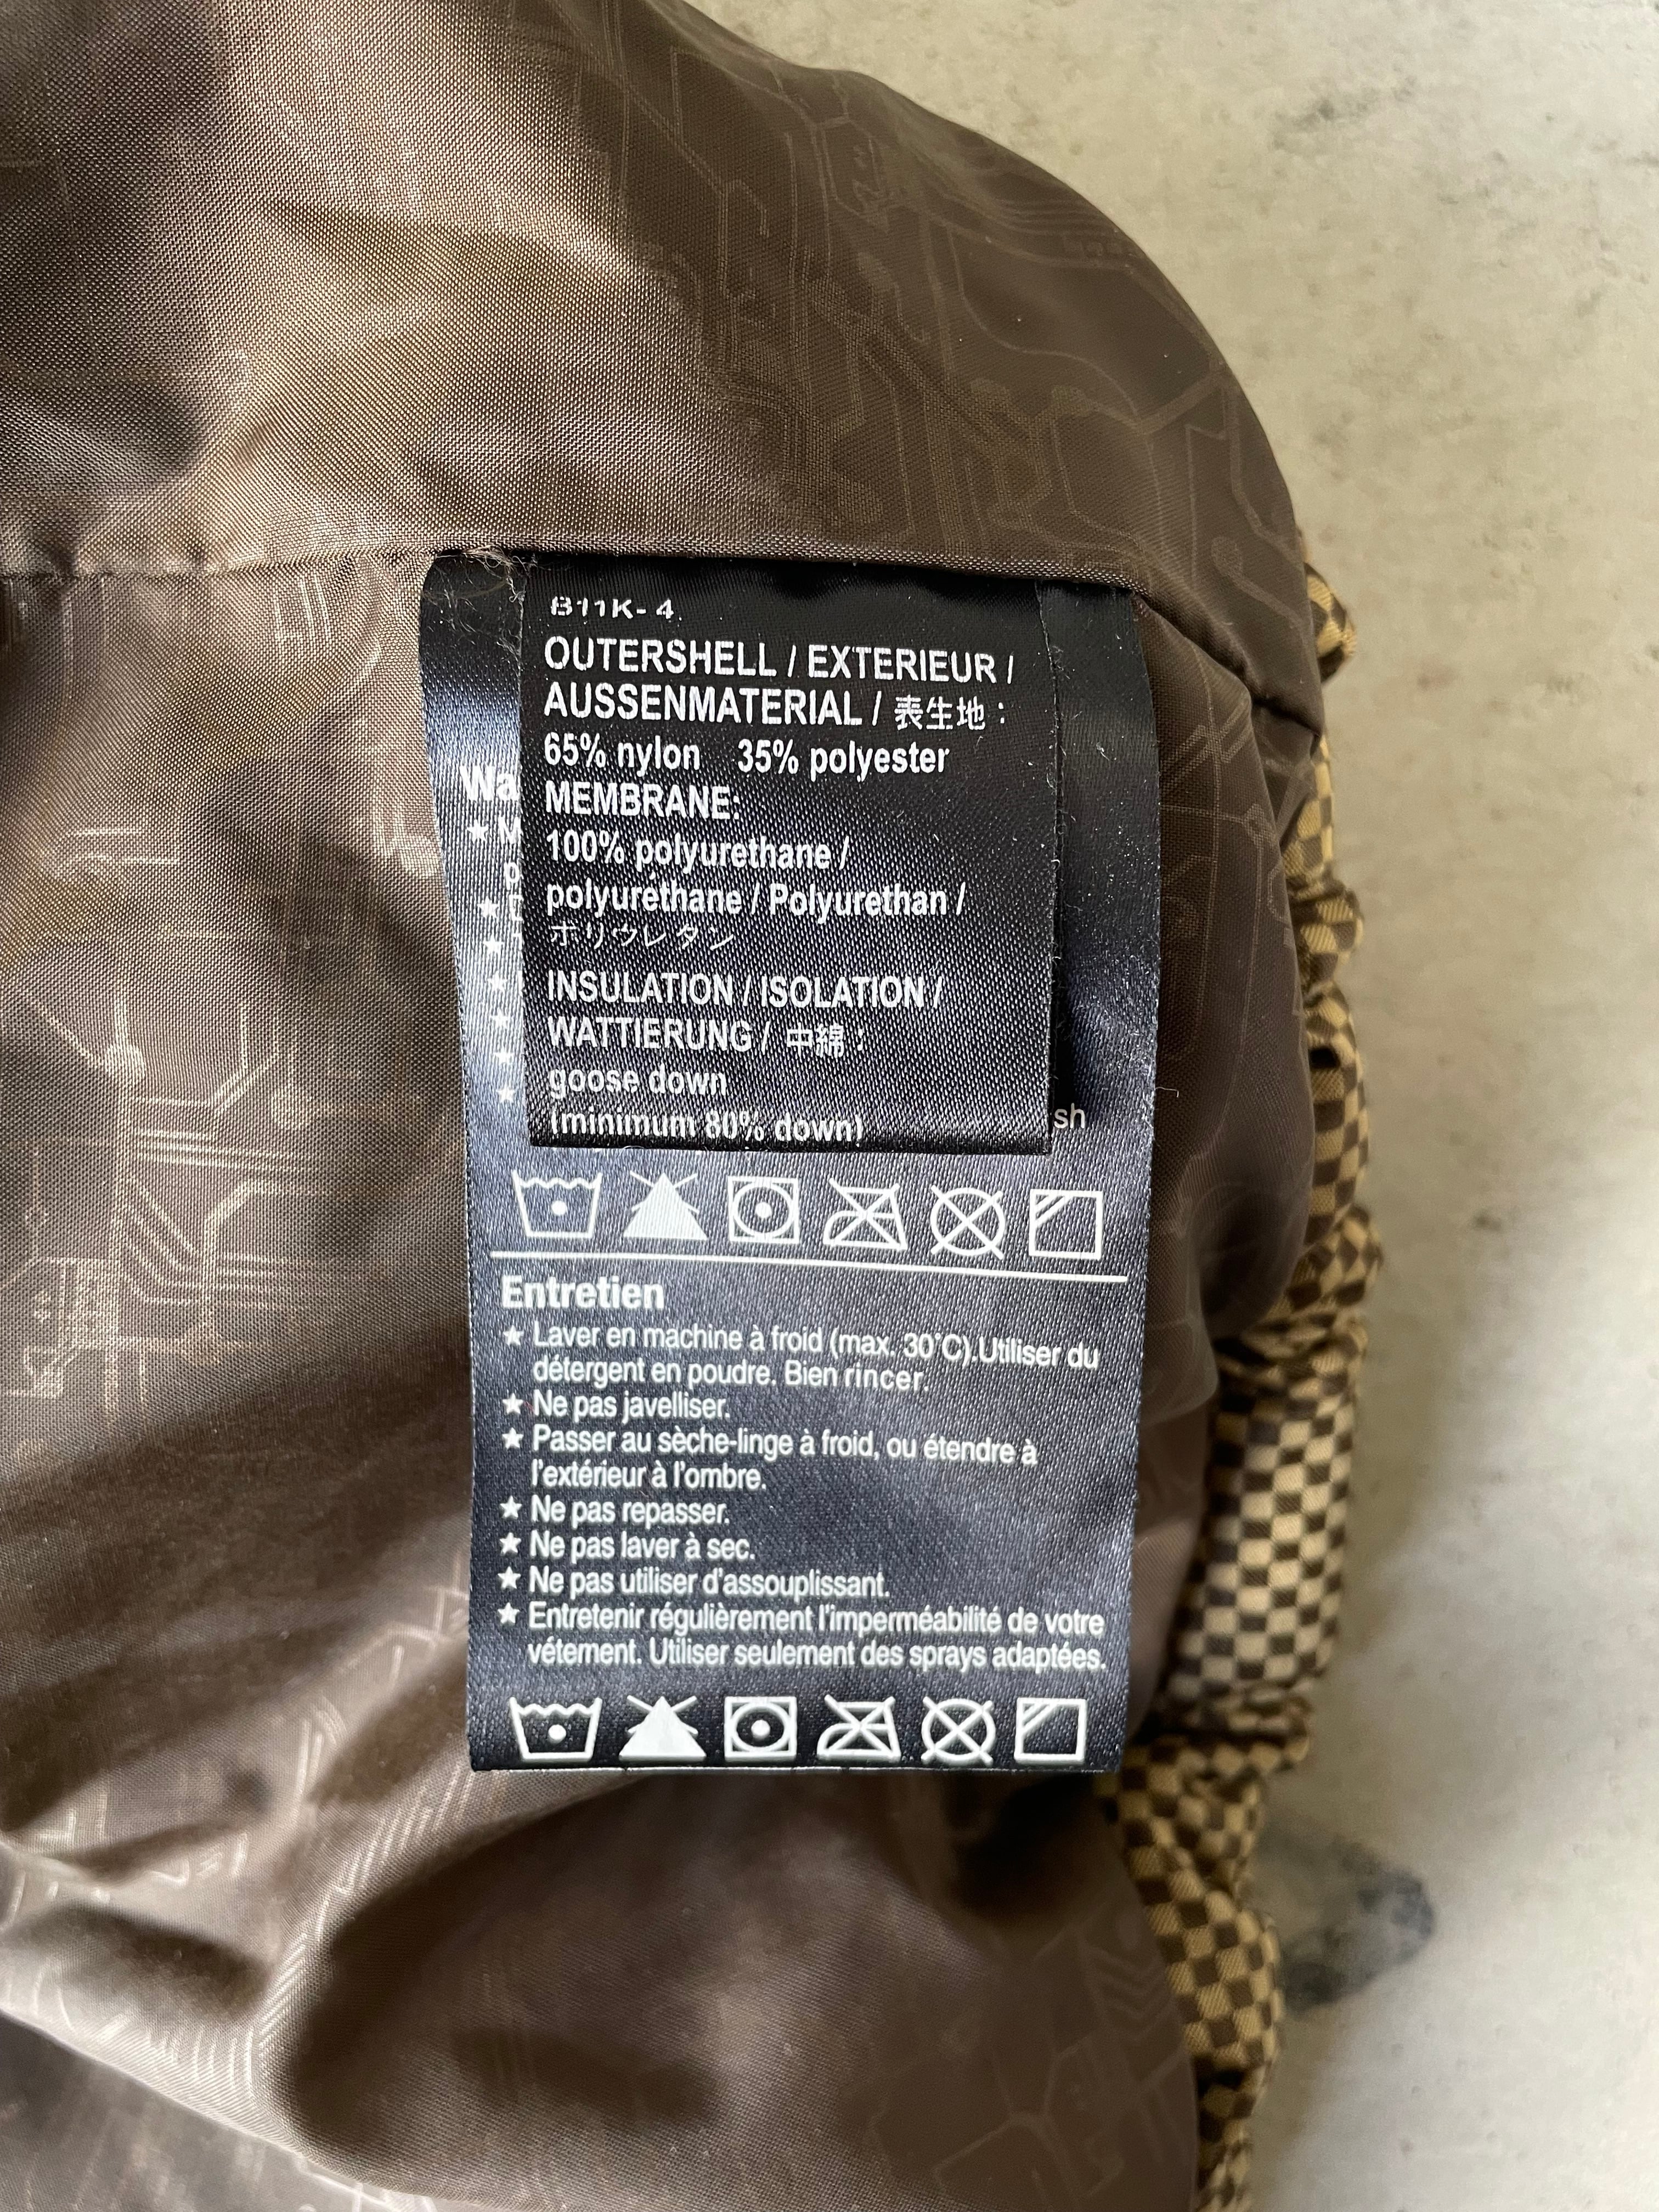 B11K-4
OUTERSHELL / EXTERIEUR /
AUSSENMATERIAL / 表生地 :
65% nylon 35% polyester
MEMBRANE:
100% polyurethane /
polyuréthane / Polyurethan /
ポリウレタン
INSULATION / ISOLATION /
WATTIERUNG / 中綿 :
goose down
(minimum 80% down)
Wa
★ M
sh
Entretien
★ Laver en machine à froid (max. 30°C).Utiliser du
détergent en poudre. Bien rincer.
★ Ne pas javelliser.
★ Passer au sèche-linge à froid, ou étendre à
l'extérieur à l'ombre.
★ Ne pas repasser.
★ Ne pas laver à sec.
★ Ne pas utiliser d'assouplissant.
★ Entretenir régulièrement l'imperméabilité de votre
vétement. Utiliser seulement des sprays adaptées.